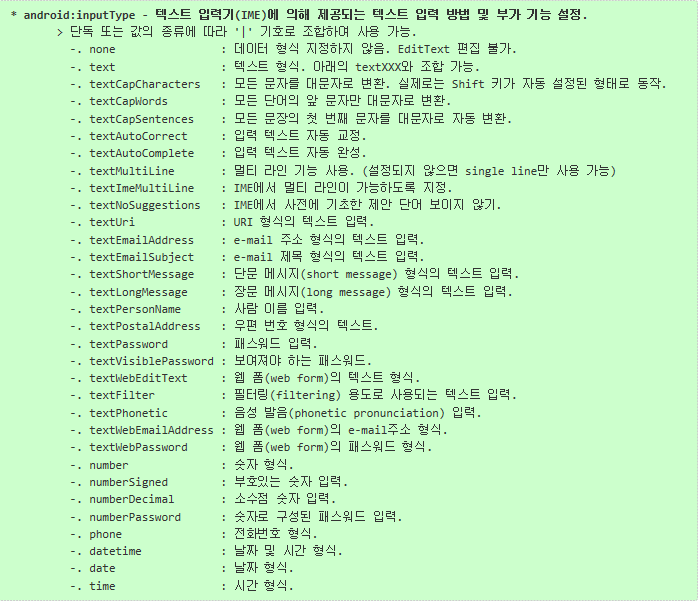 * android:inputType - 텍스트 입력기(IME)에 의해 제공되는 텍스트 입력 방법 및 부가 기능 설정.
> 단독 또는 값의 종류에 따라 '|' 기호로 조합하여 사용 가능.
-. none : 데이터 형식 지정하지 않음. EditText 편집 불가.
-. text : 텍스트 형식. 아래의 textXXX와 조합 가능.
-. textCapCharacters : 모든 문자를 대문자로 변환. 실제로는 Shift 키가 자동 설정된 형태로 동작.
-. textCapWords : 모든 단어의 앞 문자만 대문자로 변환.
-. textCapSentences : 모든 문장의 첫 번째 문자를 대문자로 자동 변환.
-. textAutoCorrect : 입력 텍스트 자동 교정.
-. textAutoComplete : 입력 텍스트 자동 완성.
-. textMultiLine : 멀티 라인 기능 사용. (설정되지 않으면 single line만 사용 가능)
-. textImeMultiLine : IME에서 멀티 라인이 가능하도록 지정.
-. textNoSuggestions : IME에서 사전에 기초한 제안 단어 보이지 않기.
-. textUri : URI 형식의 텍스트 입력.
-. textEmailAddress : e-mail 주소 형식의 텍스트 입력.
-. textEmailSubject : e-mail 제목 형식의 텍스트 입력.
-. textShortMessage : 단문 메시지(short message) 형식의 텍스트 입력.
-. textLongMessage : 장문 메시지(long message) 형식의 텍스트 입력.
-. textPersonName : 사람 이름 입력.
-. textPostalAddress : 우편 번호 형식의 텍스트.
-. textPassword : 패스워드 입력.
-. textVisiblePassword : 보여져야 하는 패스워드.
-. textWebEditText : 웹 폼(web form)의 텍스트 형식.
-. textFilter : 필터링(filtering) 용도로 사용되는 텍스트 입력.
-. textPhonetic : 음성 발음(phonetic pronunciation) 입력.
-. textWebEmailAddress : 웹 폼(web form)의 e-mail주소 형식.
-. textWebPassword : 웹 폼(web form)의 패스워드 형식.
-. number : 숫자 형식.
-. numberSigned : 부호있는 숫자 입력.
-. numberDecimal : 소수점 숫자 입력.
-. numberPassword : 숫자로 구성된 패스워드 입력.
-. phone : 전화번호 형식.
-. datetime : 날짜 및 시간 형식.
-. date : 날짜 형식.
-. time : 시간 형식.